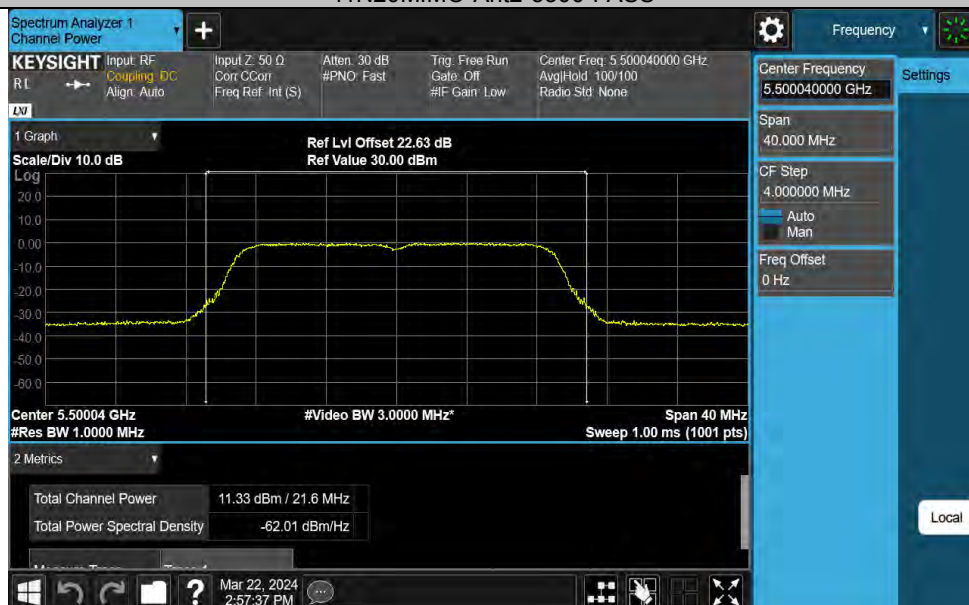 Spectrum Analyzer 1
Channel Power
+
Frequency
KEYSIGHT
Input: RF
Coupling: DC
Align: Auto
Input Z: 50 Ω
Corr CCorr
Freq Ref: Int (S)
Atten: 30 dB
#PNO: Fast
Trig: Free Run
Gate: Off
#IF Gain: Low
Center Freq: 5.500040000 GHz
Avg|Hold: 100/100
Radio Std: None
LXI
Center Frequency
5.500040000 GHz
Settings
Span
40.000 MHz
CF Step
4.000000 MHz
Auto
Man
Freq Offset
0 Hz
1 Graph
Scale/Div 10.0 dB
Ref Lvl Offset 22.63 dB
Ref Value 30.00 dBm
Log
20.0
10.0
0.00
-10.0
-20.0
-30.0
-40.0
-50.0
-60.0
Center 5.50004 GHz
#Video BW 3.0000 MHz*
Span 40 MHz
#Res BW 1.0000 MHz
Sweep 1.00 ms (1001 pts)
2 Metrics
Total Channel Power
11.33 dBm / 21.6 MHz
Total Power Spectral Density
-62.01 dBm/Hz
Local
?
Mar 22, 2024
2:57:37 PM